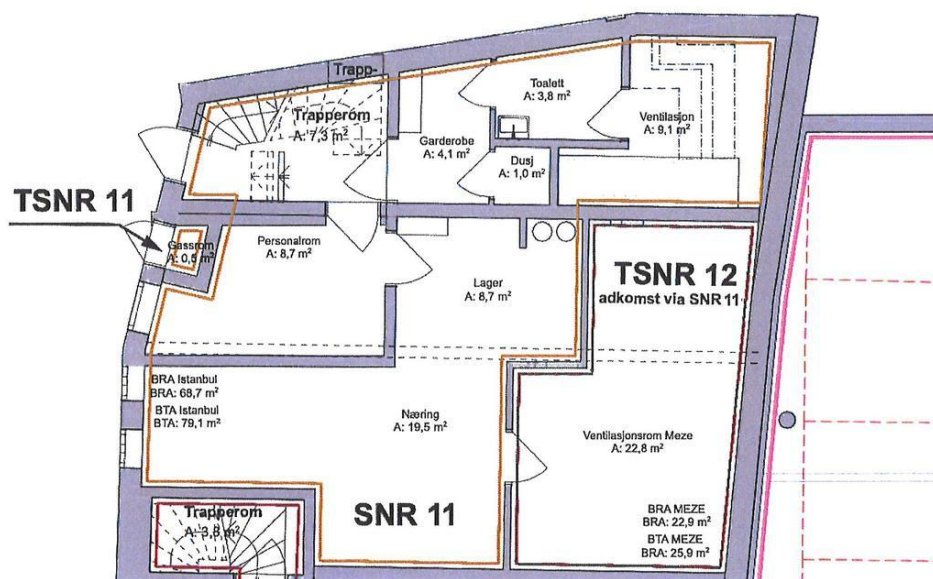 Trapp-
Trapperom
A: 7,3 m²
Garderobe
A: 4,1 m²
Toalett
A: 3,8 m²
Dusj
A: 1,0 m²
Ventilasjon
A: 9,1 m²
TSNR 11
Gassrom
A: 0,5 m²
Personalrom
A: 8,7 m²
Lager
A: 8,7 m²
TSNR 12
adkomst via SNR 11
BRA Istanbul
BRA: 68,7 m²
BTA Istanbul
BTA: 79,1 m²
Næring
A: 19,5 m²
Ventilasjonsrom Meze
A: 22,8 m²
SNR 11
BRA MEZE
BRA: 22,9 m²
BTA MEZE
BRA: 25,9 m²
Trapperom
A: 3,8 m²